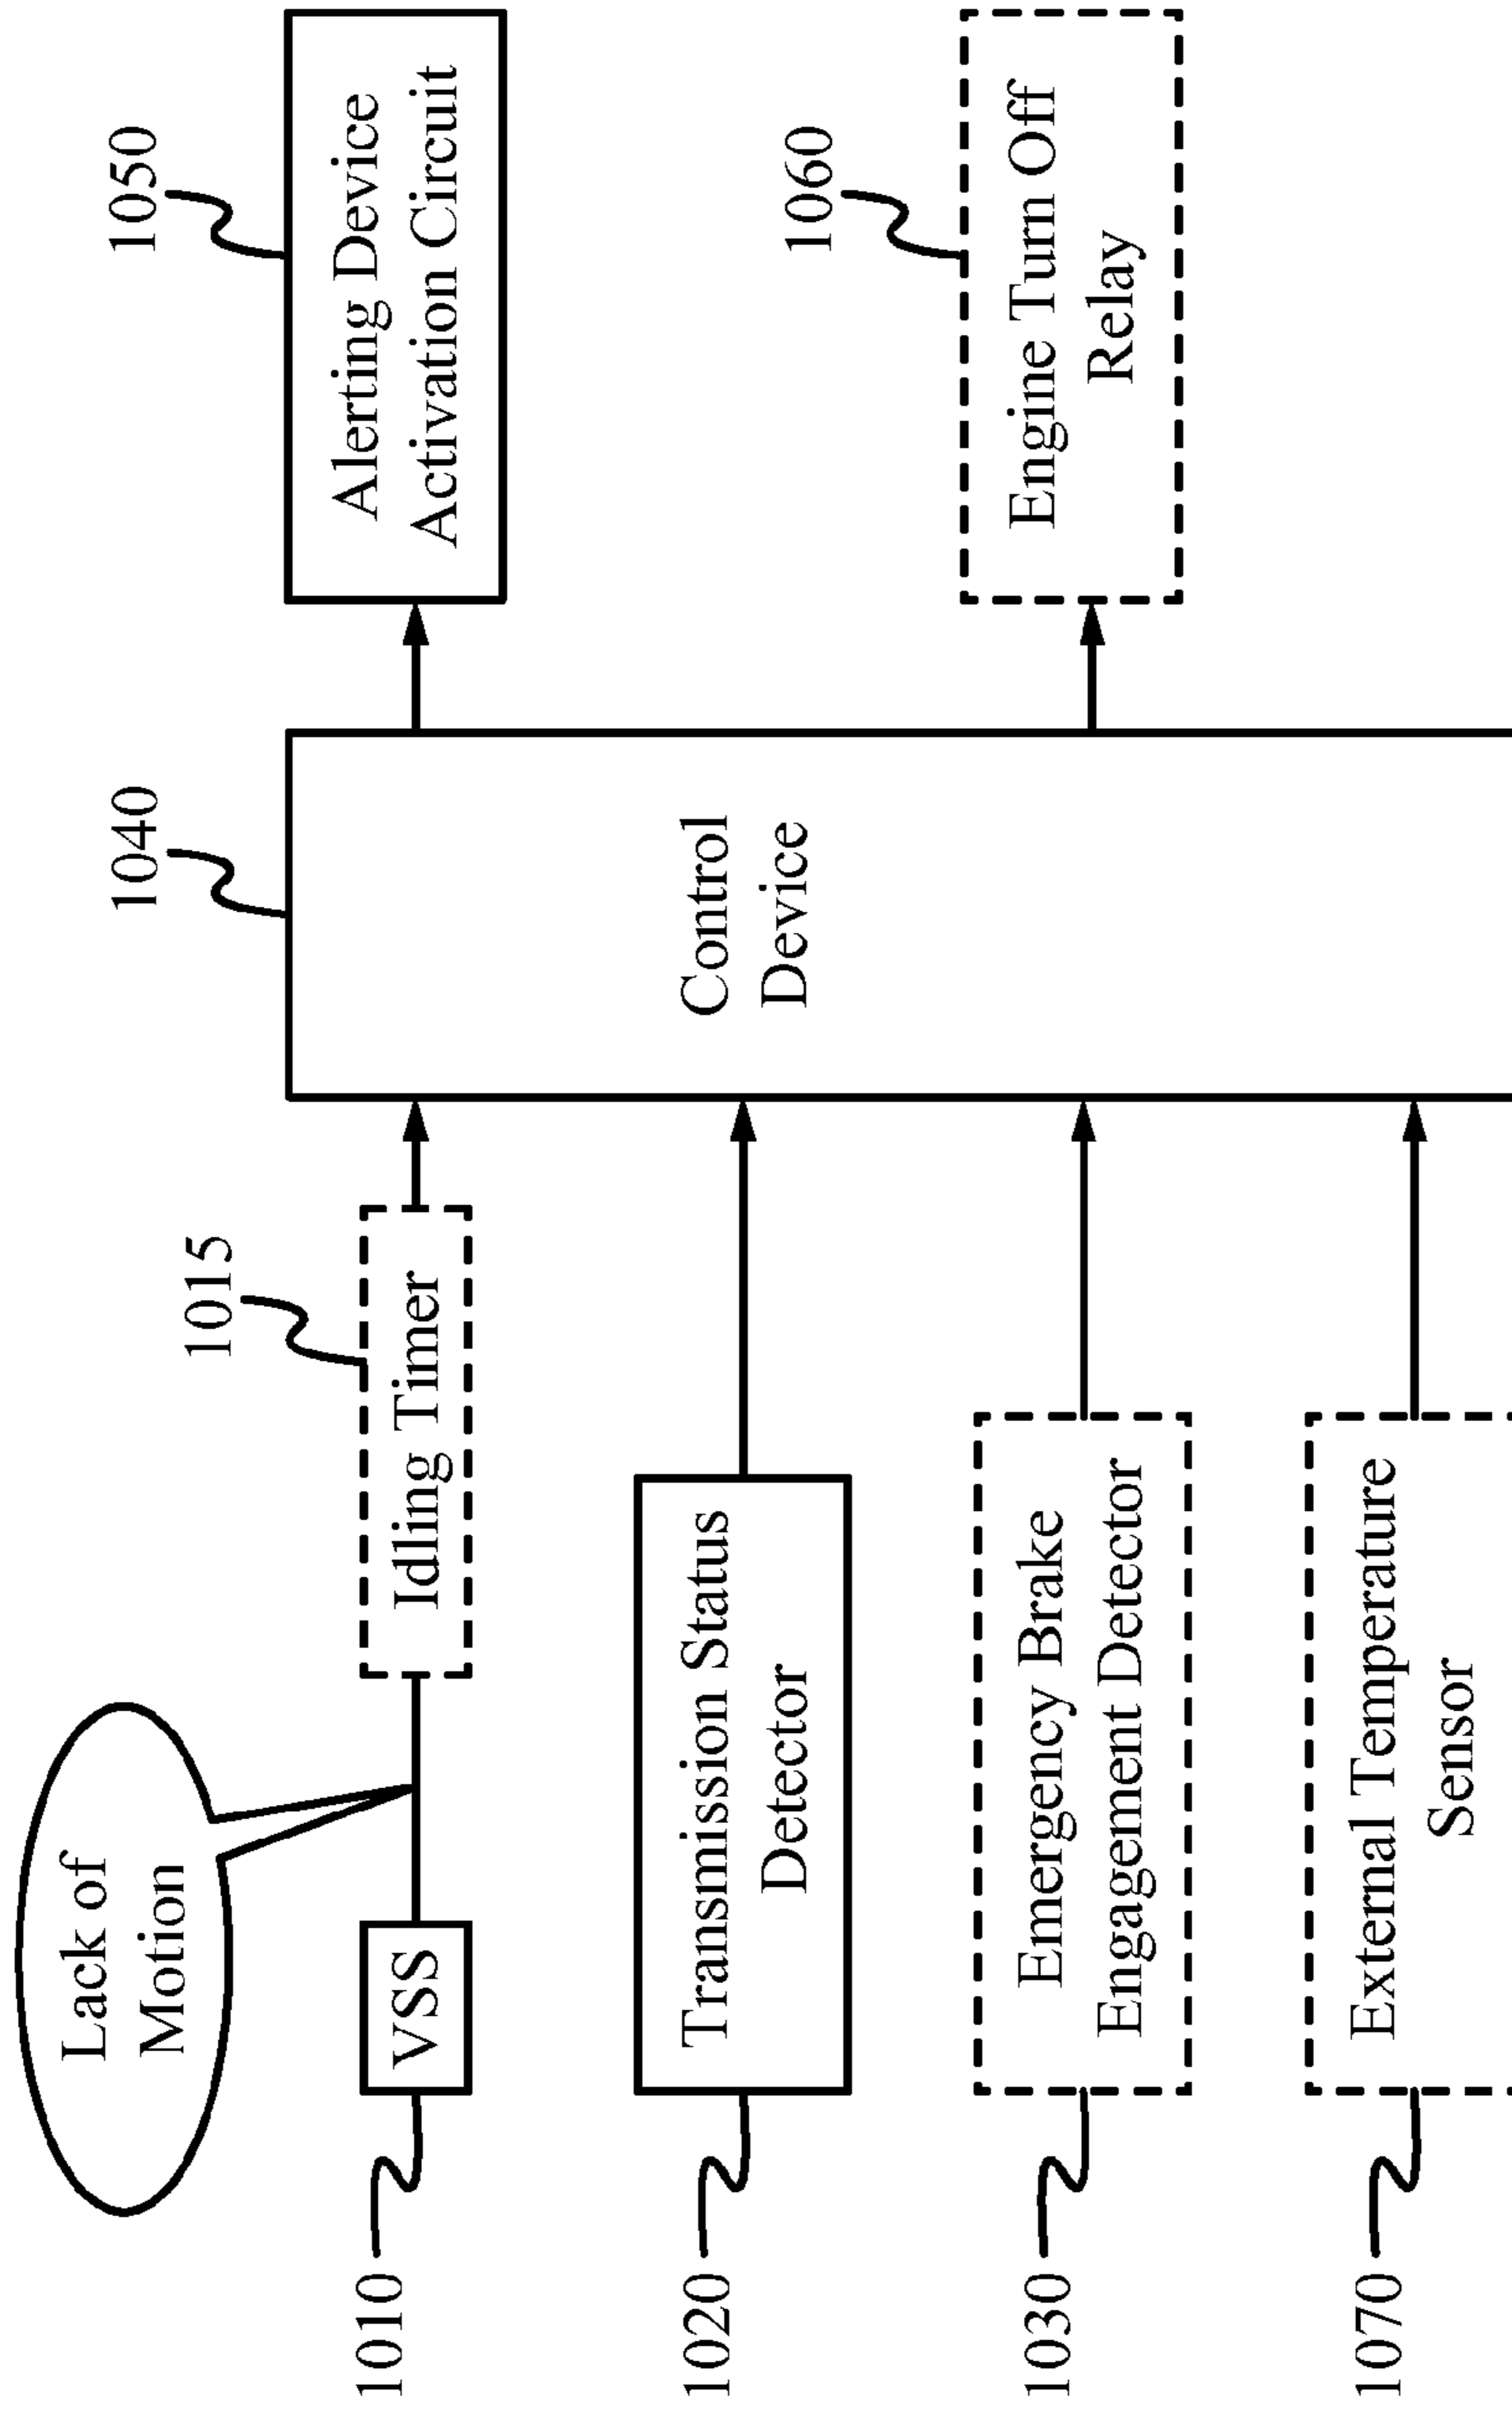 Lack of
Motion
1010
VSS
1015
Idling Timer
1040
Control
Device
1050
Alerting Device
Activation Circuit
1020
Transmission Status
Detector
1060
Engine Turn Off
Relay
1030
Emergency Brake
Engagement Detector
1070
External Temperature
Sensor